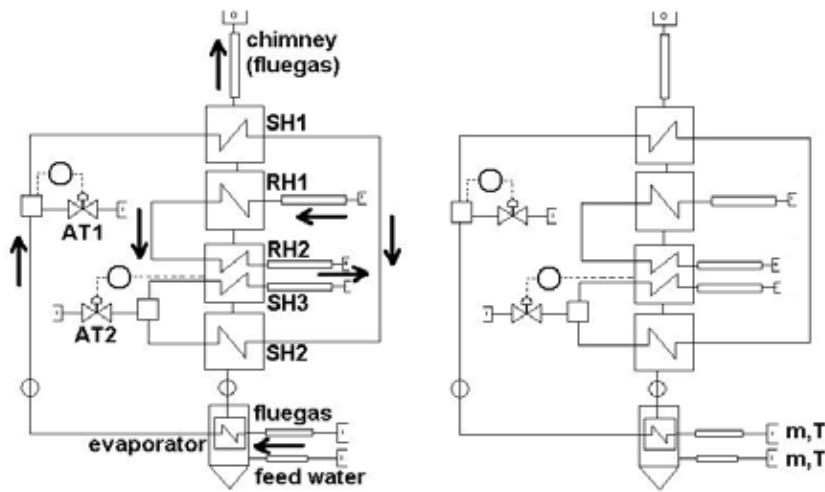 chimney
(fluegas)
SH1
RH1
AT1
RH2
SH3
AT2
SH2
fluegas
evaporator
feed water
m,T
m,T